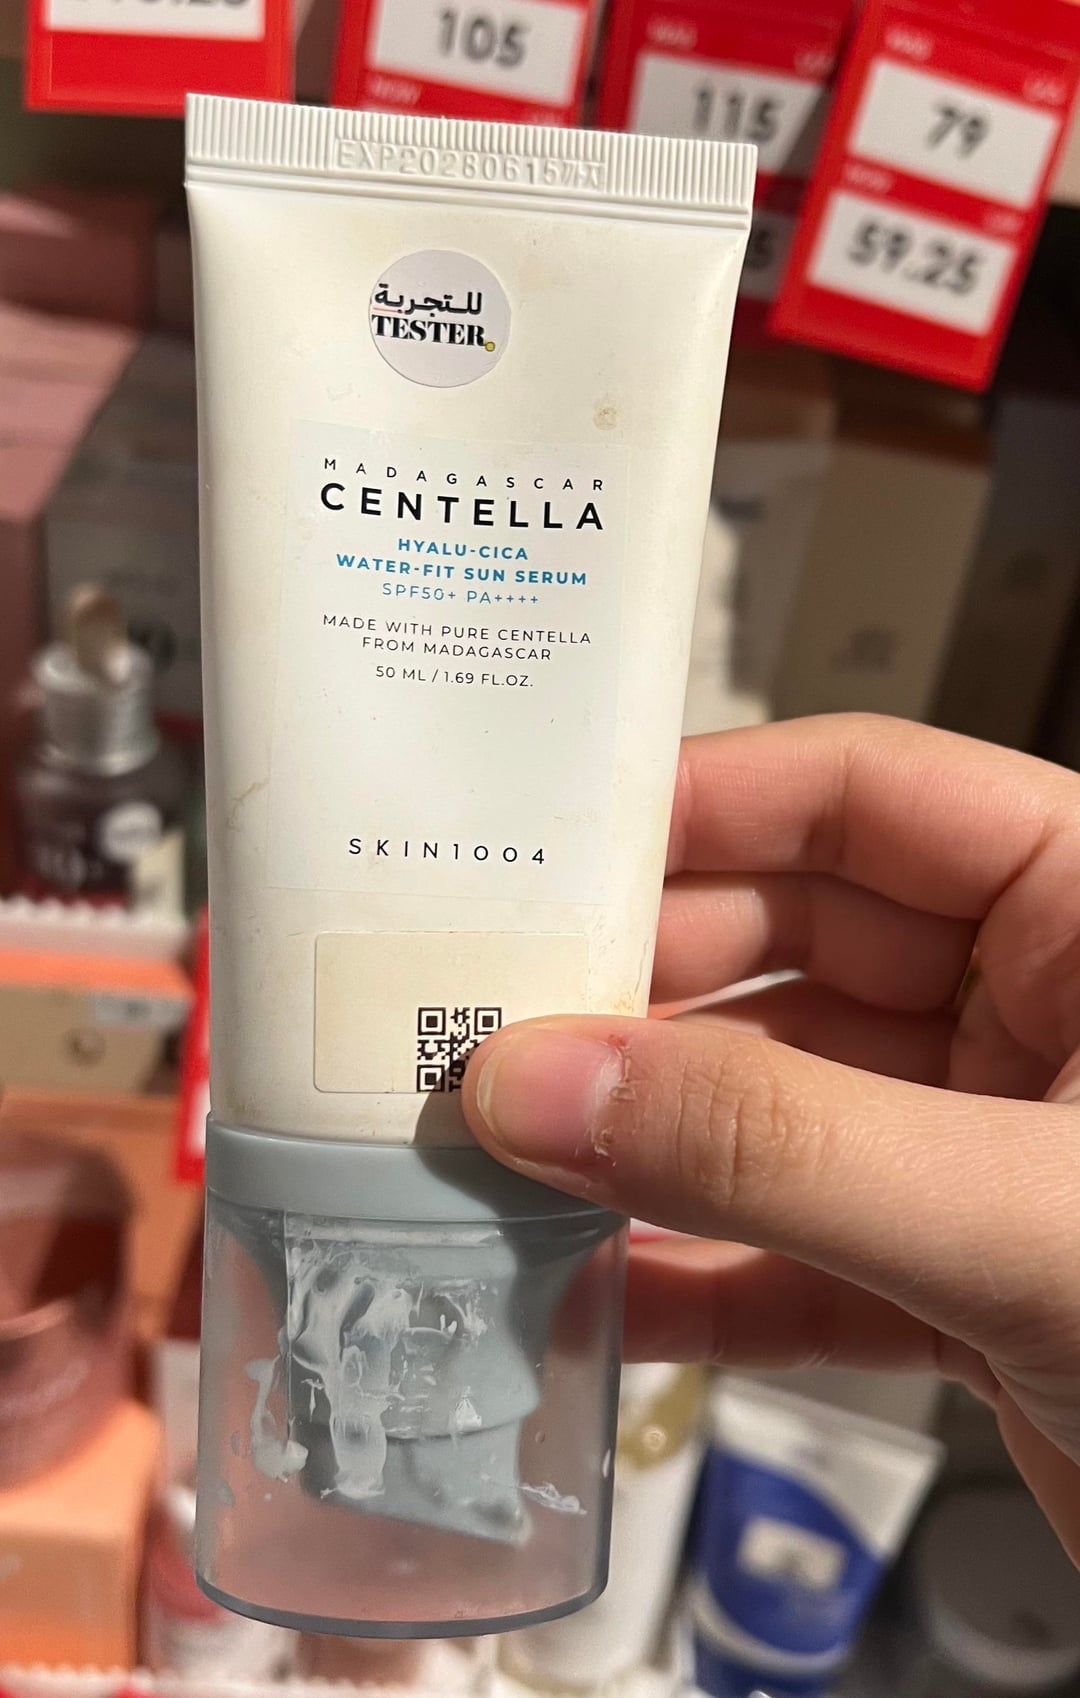 105
115
79
59.25
EXP20280615
للتجربة
TESTER.
MADAGASCAR
CENTELLA
HYALU-CICA
WATER-FIT SUN SERUM
SPF50+ PA++++
MADE WITH PURE CENTELLA
FROM MADAGASCAR
50 ML / 1.69 FL.OZ.
SKIN1004